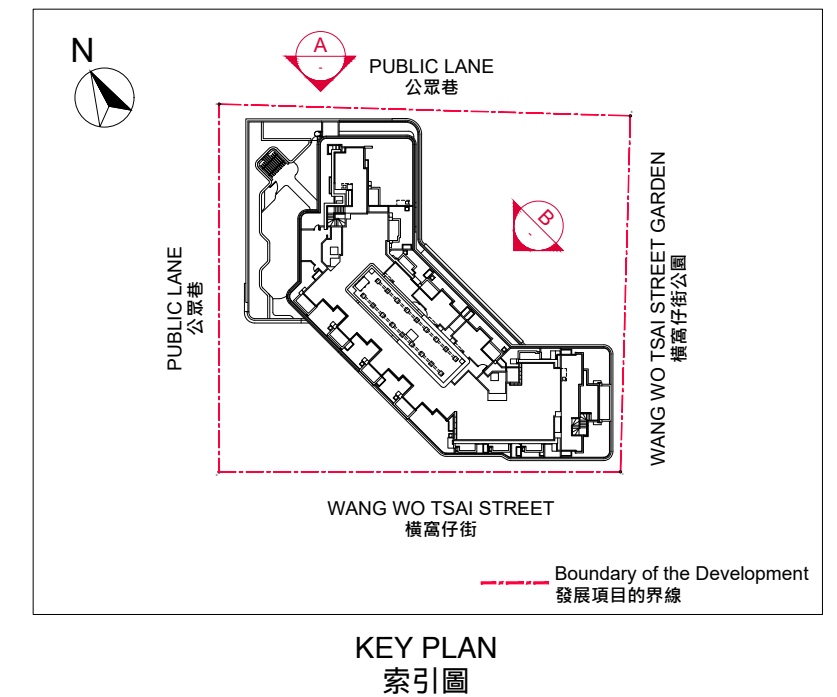 N
A
-
PUBLIC LANE
公眾巷
B
-
PUBLIC LANE
公眾巷
WANG WO TSAI STREET GARDEN
橫窩仔街公園
WANG WO TSAI STREET
橫窩仔街
Boundary of the Development
發展項目的界線
KEY PLAN
索引圖